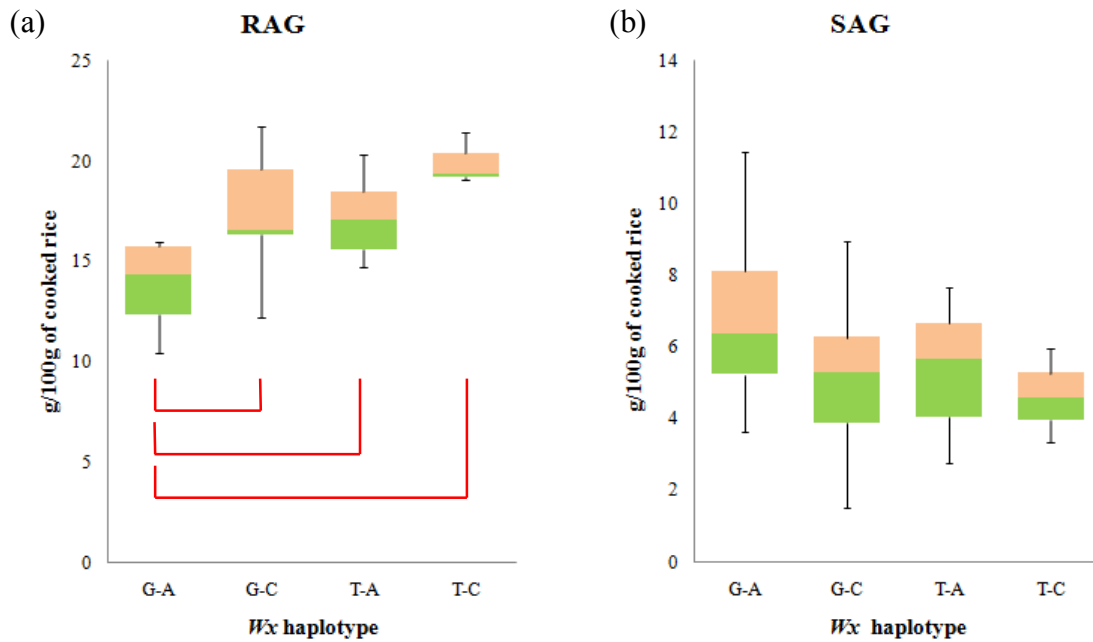 (a)
RAG
g/100g of cooked rice
25
20
15
10
5
0
G-A G-C T-A T-C
Wx haplotype
(b)
SAG
g/100g of cooked rice
14
12
10
8
6
4
2
0
G-A G-C T-A T-C
Wx haplotype